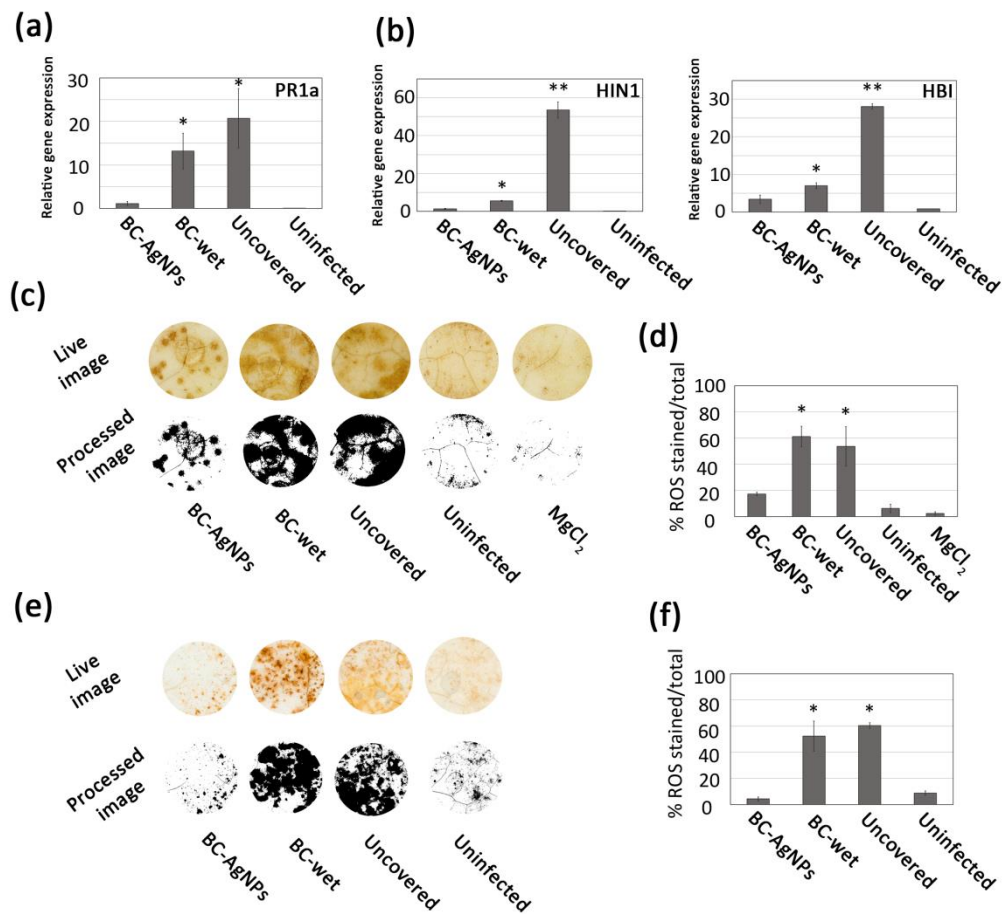 (a)
30
20
10
0
Relative gene expression
PR1a
*
*
BC-AgNPs
BC-wet
Uncovered
Uninfected
(b)
60
40
20
0
Relative gene expression
HIN1
*
**
BC-AgNPs
BC-wet
Uncovered
Uninfected
30
20
10
0
Relative gene expression
HBI
*
**
BC-AgNPs
BC-wet
Uncovered
Uninfected
(c)
Live
image
Processed
image
BC-AgNPs
BC-wet
Uncovered
Uninfected
MgCl₂
(d)
100
80
60
40
20
0
% ROS stained/total
*
*
BC-AgNPs
BC-wet
Uncovered
Uninfected
MgCl₂
(e)
Live
image
Processed
image
BC-AgNPs
BC-wet
Uncovered
Uninfected
(f)
100
80
60
40
20
0
% ROS stained/total
*
*
BC-AgNPs
BC-wet
Uncovered
Uninfected